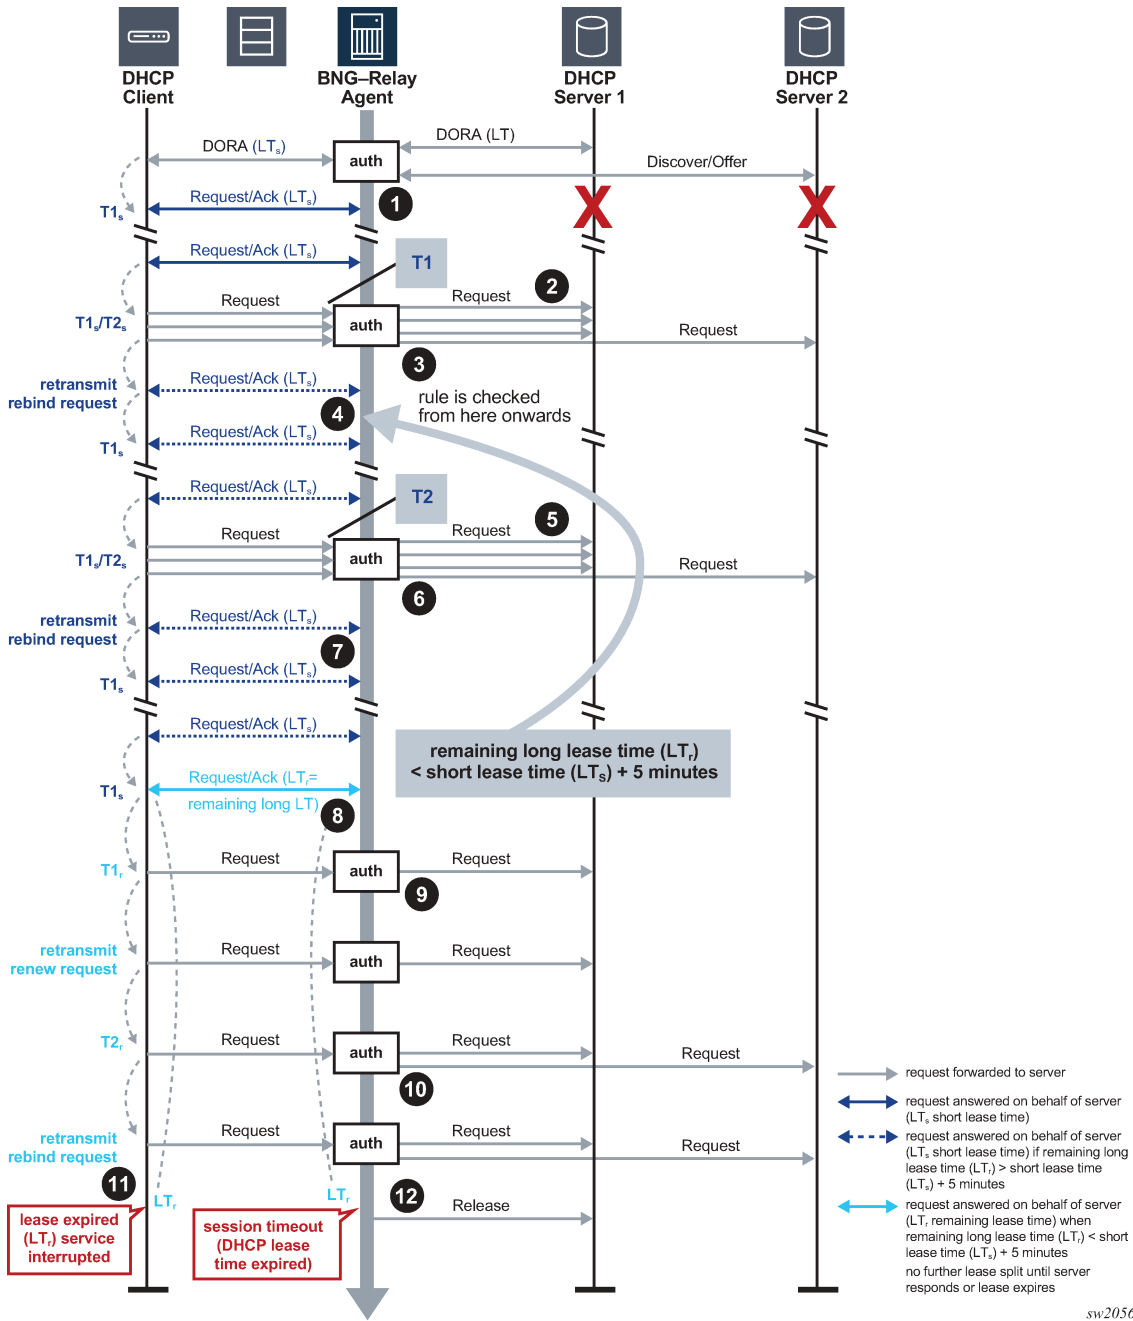 DHCP
Client
BNG–Relay
Agent
DHCP
Server 1
DHCP
Server 2
DORA (LTs)
auth
DORA (LT)
Discover/Offer
T1s
Request/Ack (LTs)
1
X
X
Request/Ack (LTs)
T1
2
Request
Request
T1s/T2s
auth
Request
3
retransmit
rebind request
Request/Ack (LTs)
4
rule is checked
from here onwards
T1s
Request/Ack (LTs)
Request/Ack (LTs)
T2
5
Request
Request
T1s/T2s
auth
Request
6
retransmit
rebind request
Request/Ack (LTs)
7
T1s
Request/Ack (LTs)
Request/Ack (LTs)
remaining long lease time (LTr)
< short lease time (LTS) + 5 minutes
T1s
Request/Ack (LTr=
remaining long LT)
8
T1r
Request
auth
Request
9
retransmit
renew request
Request
auth
Request
T2r
Request
auth
Request
Request
10
retransmit
rebind request
Request
auth
Request
Request
11
LTr
LTr
12
Release
lease expired
(LTr) service
interrupted
session timeout
(DHCP lease
time expired)
request forwarded to server
request answered on behalf of server
(LTs short lease time)
request answered on behalf of server
(LTs short lease time) if remaining long
lease time (LTr) > short lease time
(LTs) + 5 minutes
request answered on behalf of server
(LTr remaining lease time) when
remaining long lease time (LTr) < short
lease time (LTs) + 5 minutes
no further lease split until server
responds or lease expires
sw2056